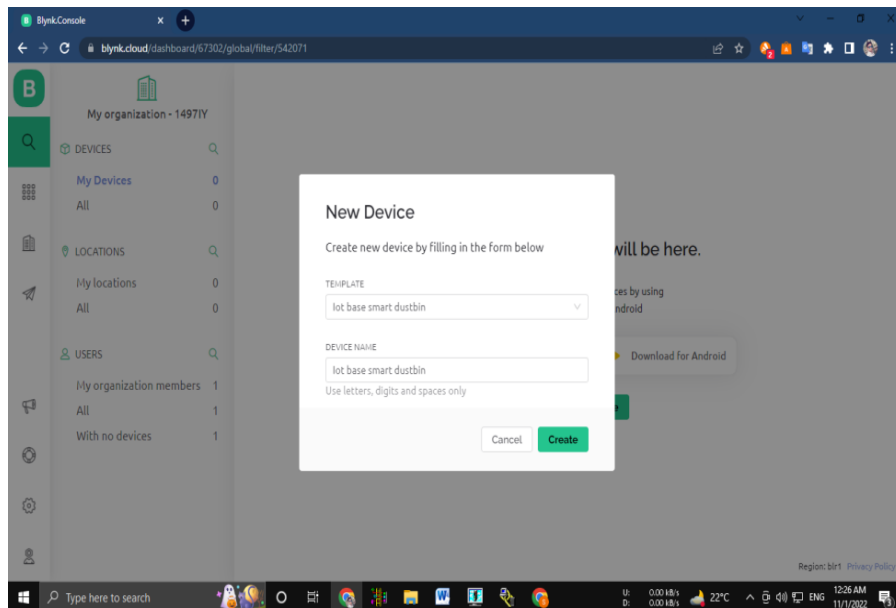 Blynk.Console
blynk.cloud/dashboard/67302/global/filter/542071
B
My organization - 1497IY
DEVICES
My Devices 0
All 0
LOCATIONS
My locations 0
All 0
USERS
My organization members 1
All 1
With no devices 1
New Device
Create new device by filling in the form below
TEMPLATE
Iot base smart dustbin
DEVICE NAME
Iot base smart dustbin
Use letters, digits and spaces only
Cancel Create
will be here.
ces by using
ndroid
Download for Android
Region: blr1 Privacy Policy
Type here to search
U: 0.00 kB/s
D: 0.00 kB/s
22°C
ENG
12:26 AM
11/1/2022